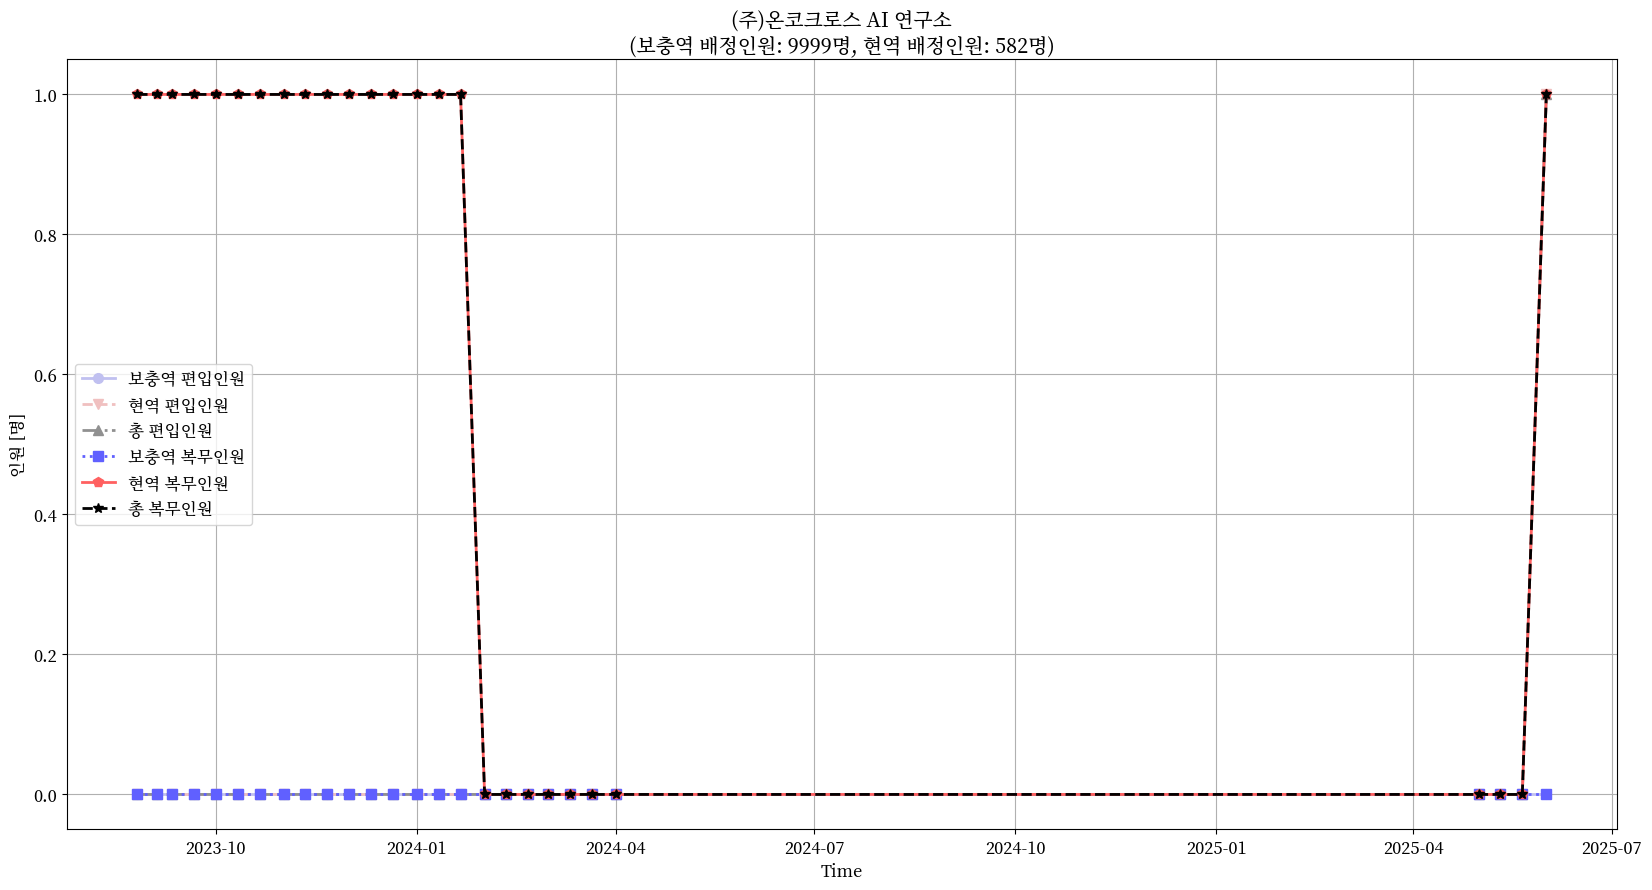 (주)온코크로스 AI 연구소
(보충역 배정인원: 9999명, 현역 배정인원: 582명)
1.0
0.8
0.6
0.4
0.2
0.0
인원 [명]
보충역 편입인원
현역 편입인원
총 편입인원
보충역 복무인원
현역 복무인원
총 복무인원
2023-10
2024-01
2024-04
2024-07
2024-10
2025-01
2025-04
2025-07
Time